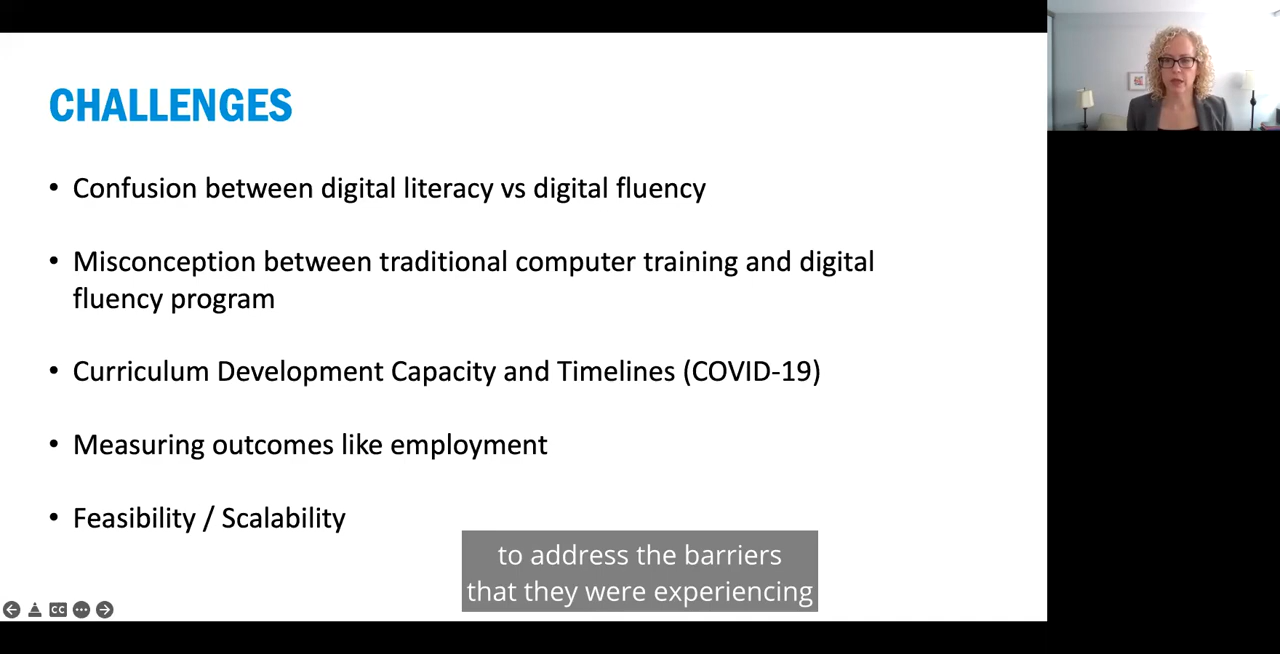 CHALLENGES
• Confusion between digital literacy vs digital fluency
• Misconception between traditional computer training and digital
fluency program
• Curriculum Development Capacity and Timelines (COVID-19)
• Measuring outcomes like employment
• Feasibility / Scalability
to address the barriers
that they were experiencing
CC